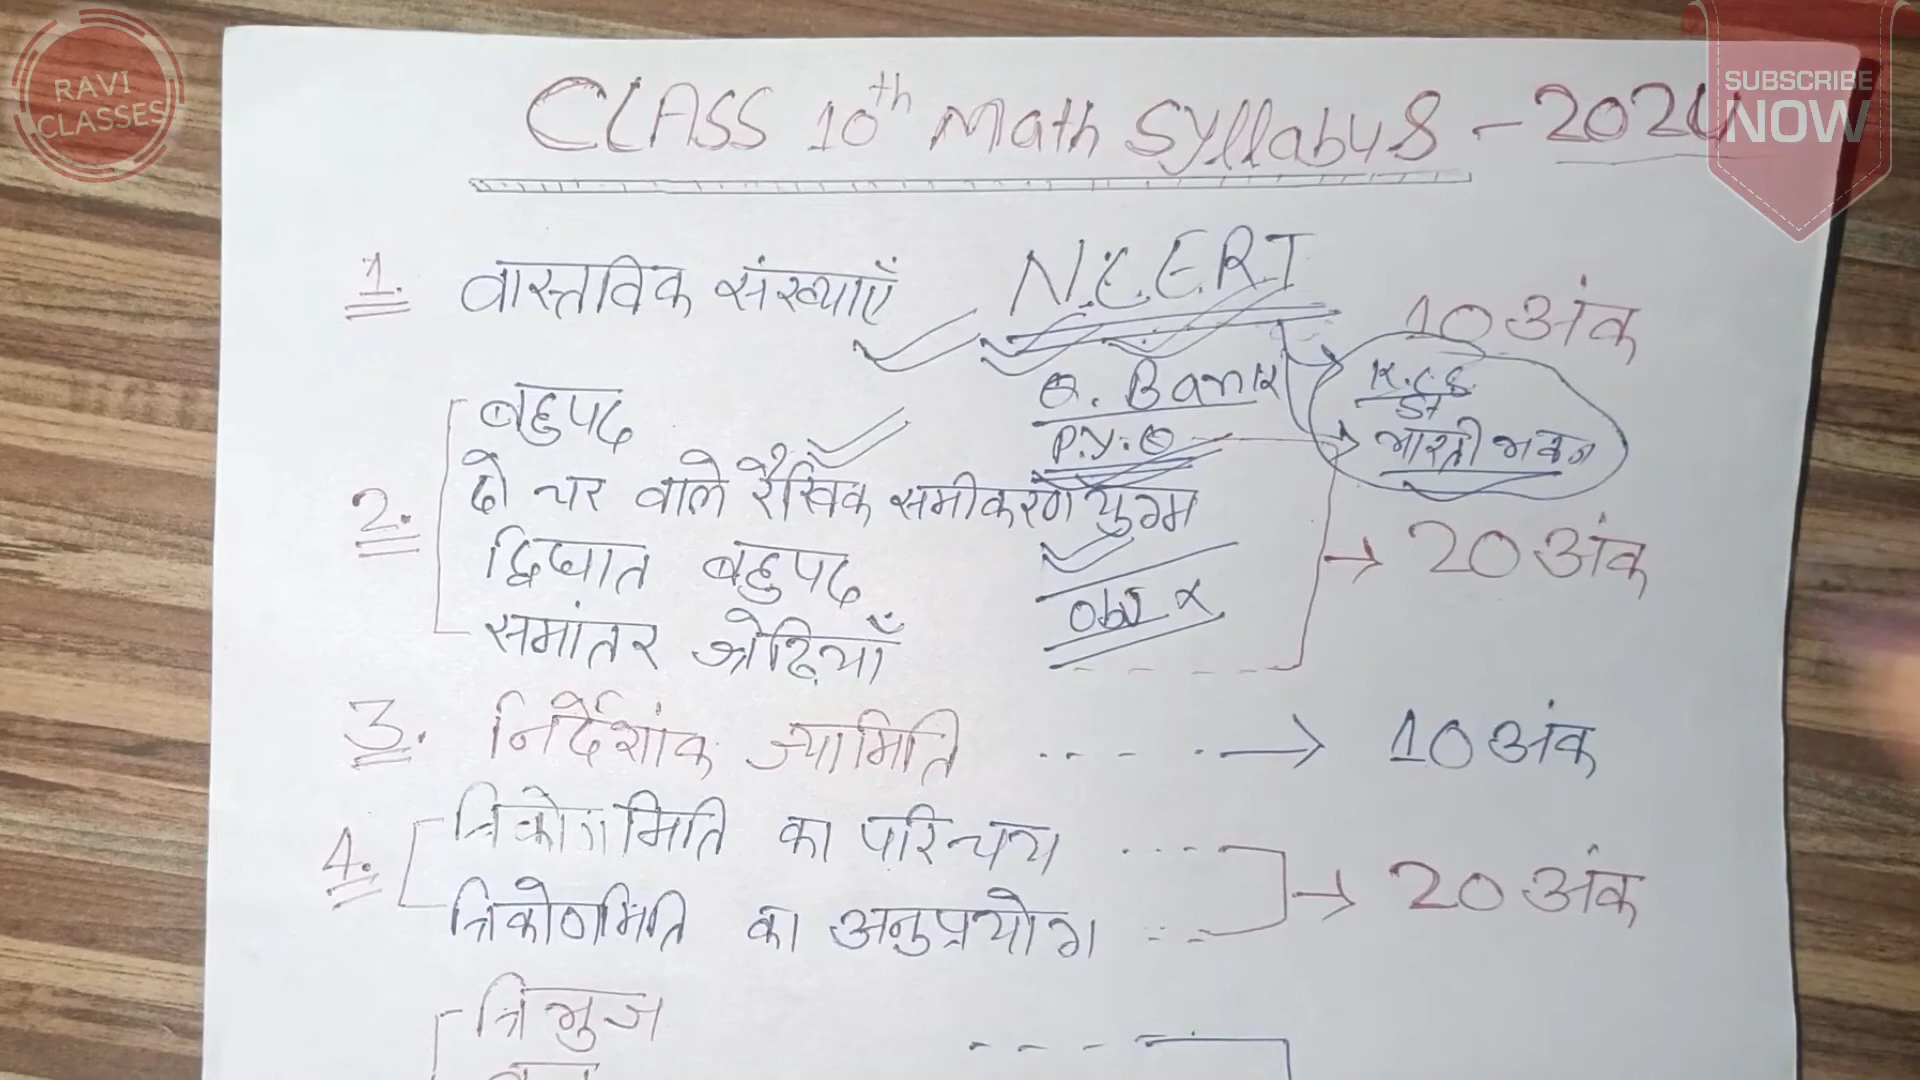 RAVI
CLASSES
SUBSCRIBE
NOW
CLASS 10th Math Syllabus - 2024
1. वास्तविक संख्याएँ N.C.E.R.T 10 अंक
Q. Bank
P.Y.Q
K.C.S.
भारती भवन
2. बहुपद
दो चर वाले रैखिक समीकरण युग्म
द्विघात बहुपद
समांतर श्रेढ़ियाँ
→ 20 अंक
3. निर्देशांक ज्यामिति .... → 10 अंक
4. त्रिकोणमिति का परिचय ....
त्रिकोणमिति का अनुप्रयोग
→ 20 अंक
त्रिभुज